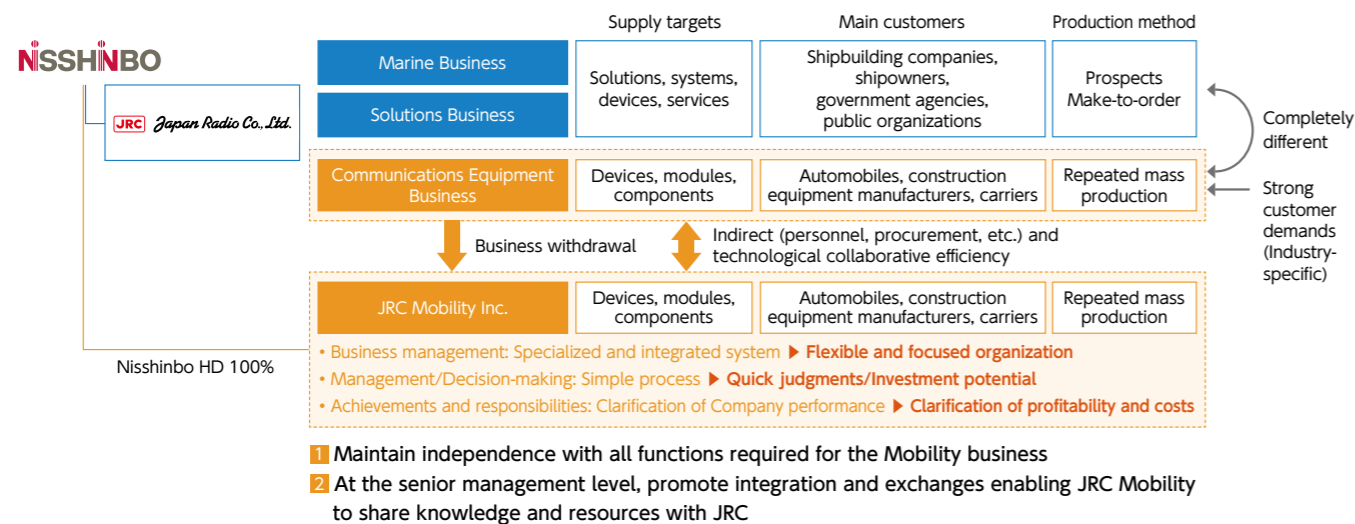 Supply targets
Main customers
Production method
NISSHINBO
JRC Japan Radio Co., Ltd.
Marine Business
Solutions Business
Solutions, systems,
devices, services
Shipbuilding companies,
shipowners,
government agencies,
public organizations
Prospects
Make-to-order
Completely
different
Communications Equipment
Business
Devices, modules,
components
Automobiles, construction
equipment manufacturers, carriers
Repeated mass
production
Strong
customer
demands
(Industry-
specific)
Business withdrawal
Indirect (personnel, procurement, etc.) and
technological collaborative efficiency
JRC Mobility Inc.
Devices, modules,
components
Automobiles, construction
equipment manufacturers, carriers
Repeated mass
production
Nisshinbo HD 100%
• Business management: Specialized and integrated system ▶ Flexible and focused organization
• Management/Decision-making: Simple process ▶ Quick judgments/Investment potential
• Achievements and responsibilities: Clarification of Company performance ▶ Clarification of profitability and costs
1 Maintain independence with all functions required for the Mobility business
2 At the senior management level, promote integration and exchanges enabling JRC Mobility
to share knowledge and resources with JRC